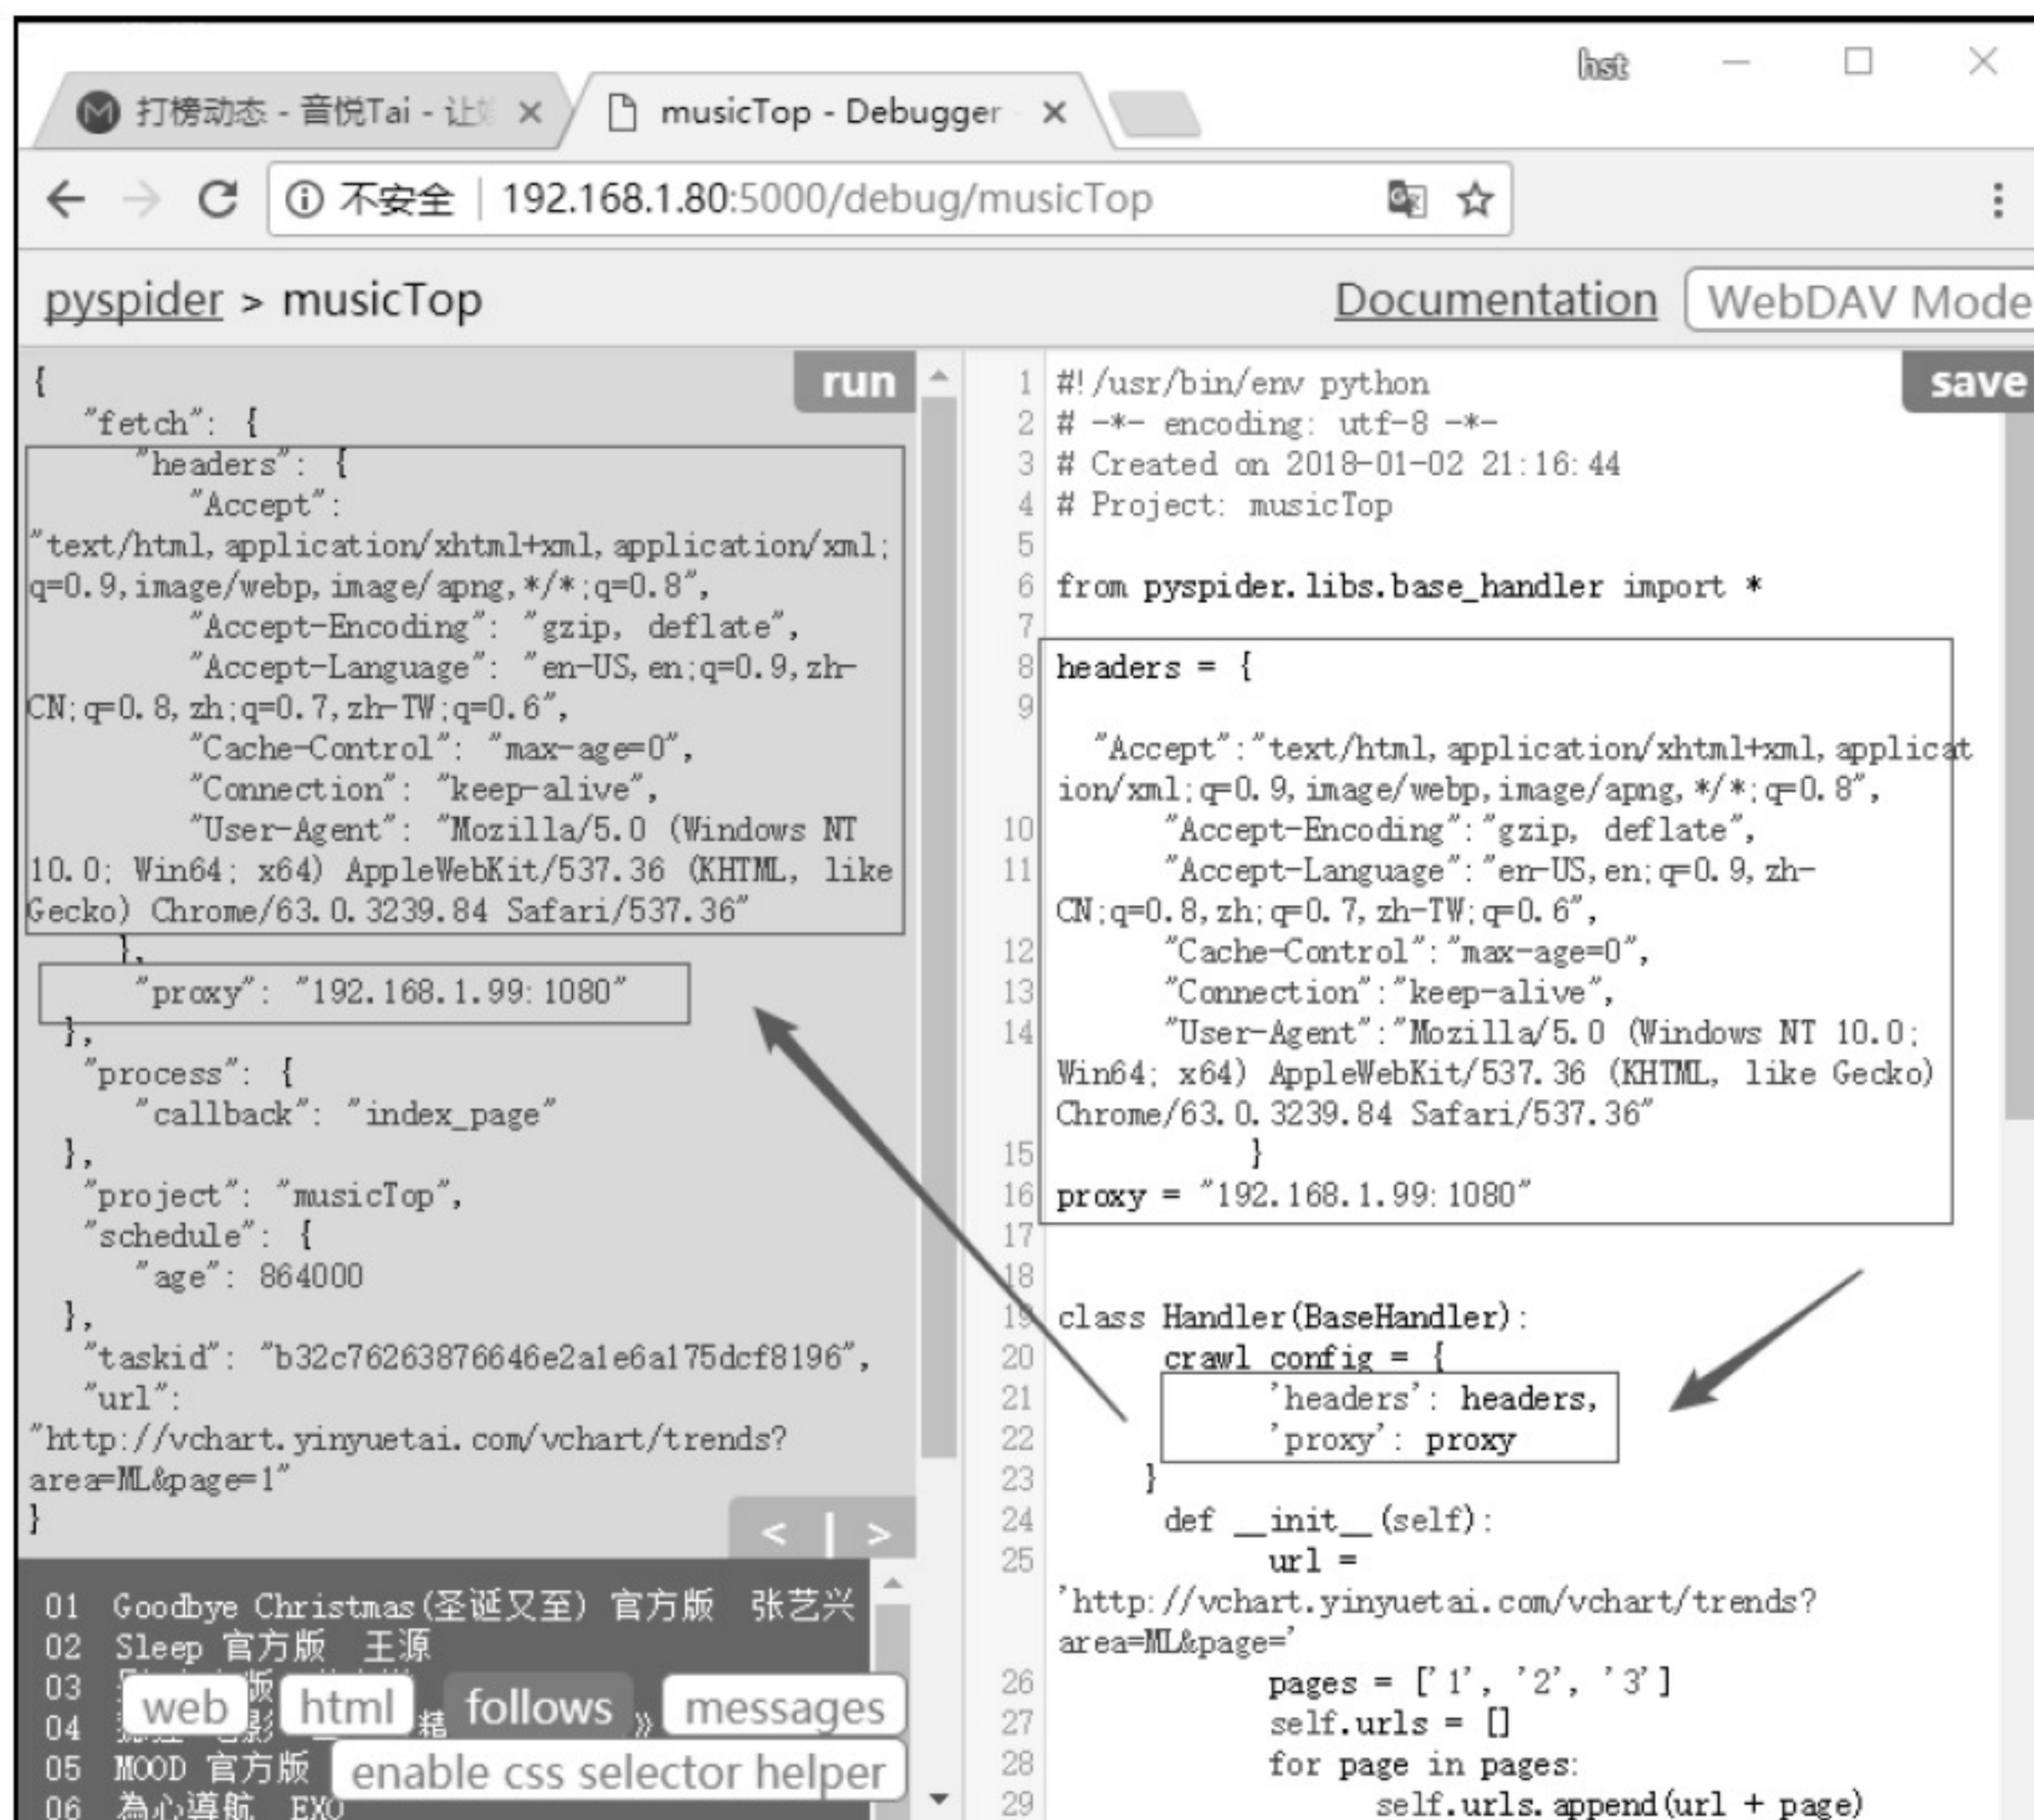 hst
打榜动态 - 音悦Tai - 让
musicTop - Debugger
不安全 | 192.168.1.80:5000/debug/musicTop
pyspider > musicTop
Documentation
WebDAV Mode
run
{
"fetch": {
"headers": {
"Accept":
"text/html,application/xhtml+xml,application/xml;
q=0.9,image/webp,image/apng,*/*;q=0.8",
"Accept-Encoding": "gzip, deflate",
"Accept-Language": "en-US,en;q=0.9,zh-
CN;q=0.8,zh;q=0.7,zh-TW;q=0.6",
"Cache-Control": "max-age=0",
"Connection": "keep-alive",
"User-Agent": "Mozilla/5.0 (Windows NT
10.0; Win64; x64) AppleWebKit/537.36 (KHTML, like
Gecko) Chrome/63.0.3239.84 Safari/537.36"
},
"proxy": "192.168.1.99:1080"
},
"process": {
"callback": "index_page"
},
"project": "musicTop",
"schedule": {
"age": 864000
},
"taskid": "b32c76263876646e2a1e6a175dcf8196",
"url":
"http://vchart.yinyuetai.com/vchart/trends?
area=ML&page=1"
}
< | >
01 Goodbye Christmas(圣诞又至) 官方版 张艺兴
02 Sleep 官方版 王源
03 版
04 影 精 》
05 MOOD 官方版
06 為心導航 EXO
web html follows messages
enable css selector helper
save
1 #!/usr/bin/env python
2 # -*- encoding: utf-8 -*-
3 # Created on 2018-01-02 21:16:44
4 # Project: musicTop
5
6 from pyspider.libs.base_handler import *
7
8 headers = {
9
"Accept":"text/html,application/xhtml+xml,applicat
ion/xml;q=0.9,image/webp,image/apng,*/*;q=0.8",
10 "Accept-Encoding":"gzip, deflate",
11 "Accept-Language":"en-US,en;q=0.9,zh-
CN;q=0.8,zh;q=0.7,zh-TW;q=0.6",
12 "Cache-Control":"max-age=0",
13 "Connection":"keep-alive",
14 "User-Agent":"Mozilla/5.0 (Windows NT 10.0;
Win64; x64) AppleWebKit/537.36 (KHTML, like Gecko)
Chrome/63.0.3239.84 Safari/537.36"
15 }
16 proxy = "192.168.1.99:1080"
17
18
19 class Handler(BaseHandler):
20 crawl_config = {
21 'headers': headers,
22 'proxy': proxy
23 }
24 def __init__(self):
25 url =
'http://vchart.yinyuetai.com/vchart/trends?
area=ML&page='
26 pages = ['1', '2', '3']
27 self.urls = []
28 for page in pages:
29 self.urls.append(url + page)